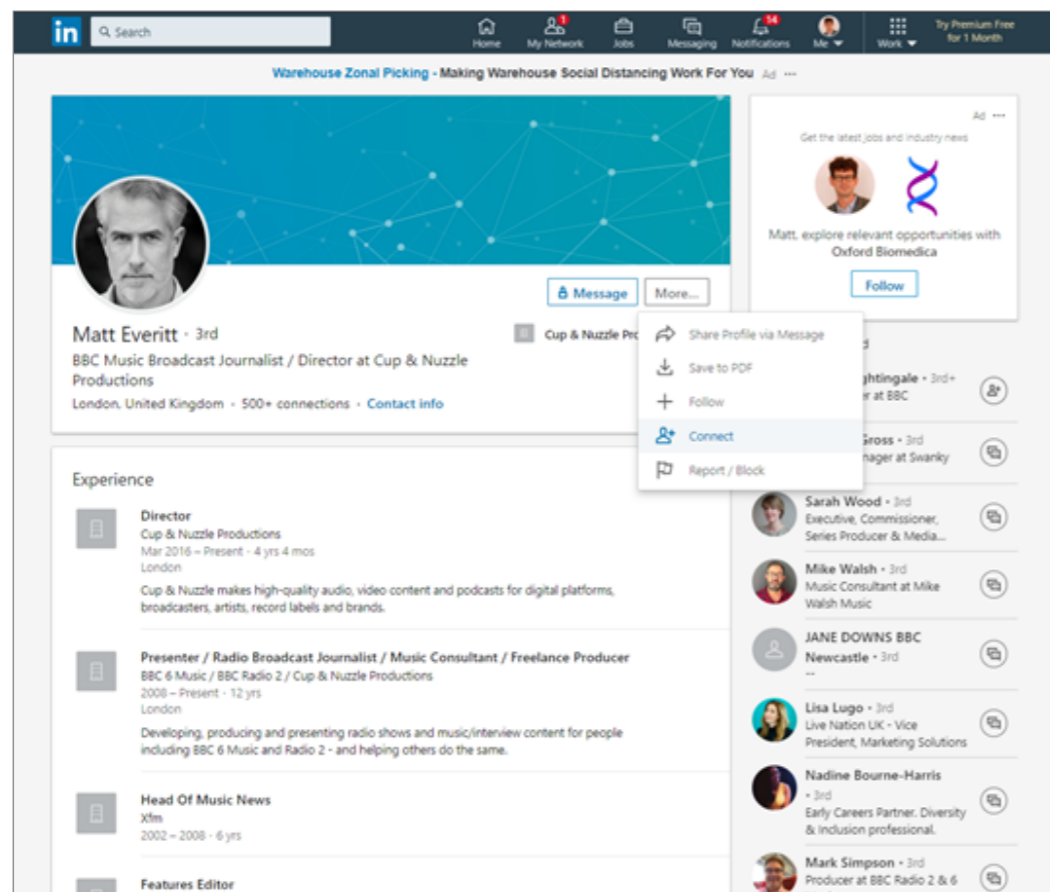 in
Search
Home
My Network
1
Jobs
Messaging
Notifications
14
Me
Work
Try Premium Free
for 1 Month
Warehouse Zonal Picking - Making Warehouse Social Distancing Work For You Ad ...
Message
More...
Matt Everitt · 3rd
BBC Music Broadcast Journalist / Director at Cup & Nuzzle
Productions
London, United Kingdom · 500+ connections · Contact info
Cup & Nuzzle Pro
Share Profile via Message
Save to PDF
Follow
Connect
Report / Block
Experience
Director
Cup & Nuzzle Productions
Mar 2016 – Present · 4 yrs 4 mos
London
Cup & Nuzzle makes high-quality audio, video content and podcasts for digital platforms,
broadcasters, artists, record labels and brands.
Presenter / Radio Broadcast Journalist / Music Consultant / Freelance Producer
BBC 6 Music / BBC Radio 2 / Cup & Nuzzle Productions
2008 – Present · 12 yrs
London
Developing, producing and presenting radio shows and music/interview content for people
including BBC 6 Music and Radio 2 - and helping others do the same.
Head Of Music News
Xfm
2002 – 2008 · 6 yrs
Features Editor
Ad ...
Get the latest jobs and industry news
Matt, explore relevant opportunities with
Oxford Biomedica
Follow
ghtingale • 3rd+
r at BBC
Gross • 3rd
nager at Swanky
Sarah Wood • 3rd
Executive, Commissioner,
Series Producer & Media...
Mike Walsh • 3rd
Music Consultant at Mike
Walsh Music
JANE DOWNS BBC
Newcastle • 3rd
--
Lisa Lugo • 3rd
Live Nation UK - Vice
President, Marketing Solutions
Nadine Bourne-Harris
• 3rd
Early Careers Partner. Diversity
& Inclusion professional.
Mark Simpson • 3rd
Producer at BBC Radio 2 & 6